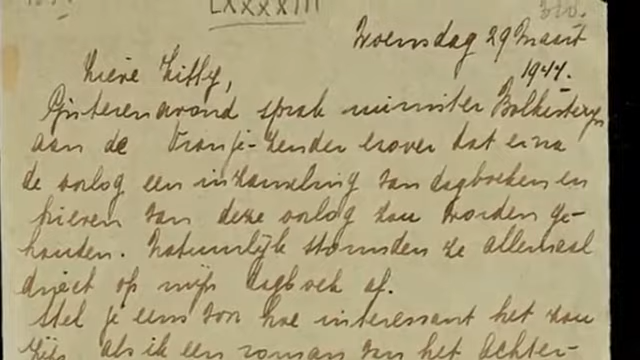 LXXXXIII
Woensdag 29 Maart
1944.
Lieve Kitty,
Gisterenavond sprak minister Bolkesteyn
aan de Oranje-zender erover dat er na
de oorlog een inzameling van dagboeken en
brieven van deze oorlog zou worden ge-
houden. Natuurlijk stormden ze allemaal
direct op mijn dagboek af.
Stel je eens voor hoe interessant het zou
zijn, als ik een roman van het Achter-